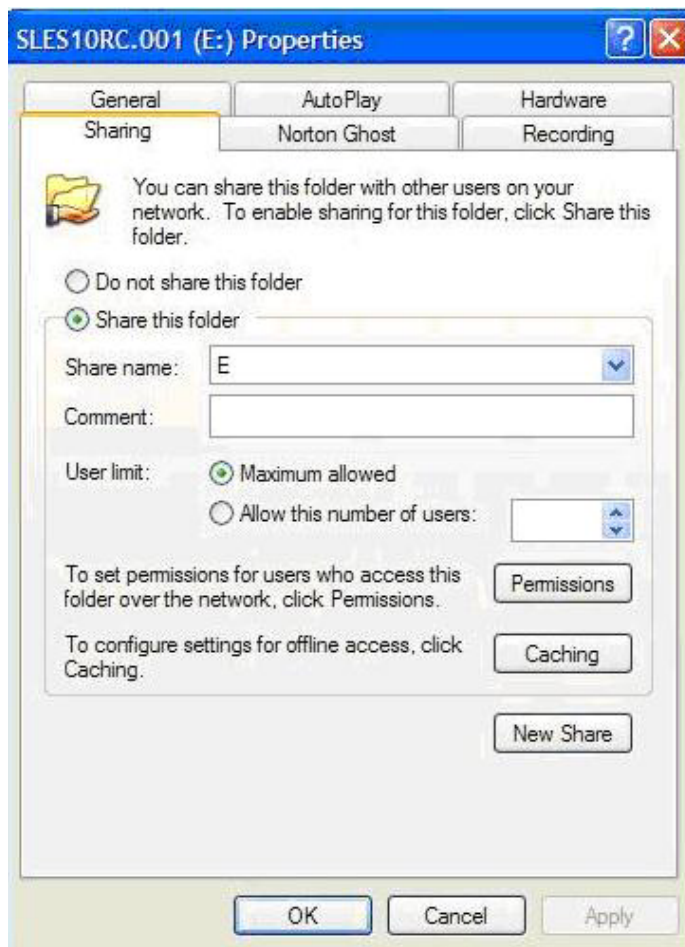 SLES10RC.001 (E:) Properties
General AutoPlay Hardware
Sharing Norton Ghost Recording
You can share this folder with other users on your
network. To enable sharing for this folder, click Share this
folder.
Do not share this folder
Share this folder
Share name: E
Comment:
User limit: Maximum allowed
Allow this number of users:
To set permissions for users who access this
folder over the network, click Permissions.
Permissions
To configure settings for offline access, click
Caching.
Caching
New Share
OK Cancel Apply